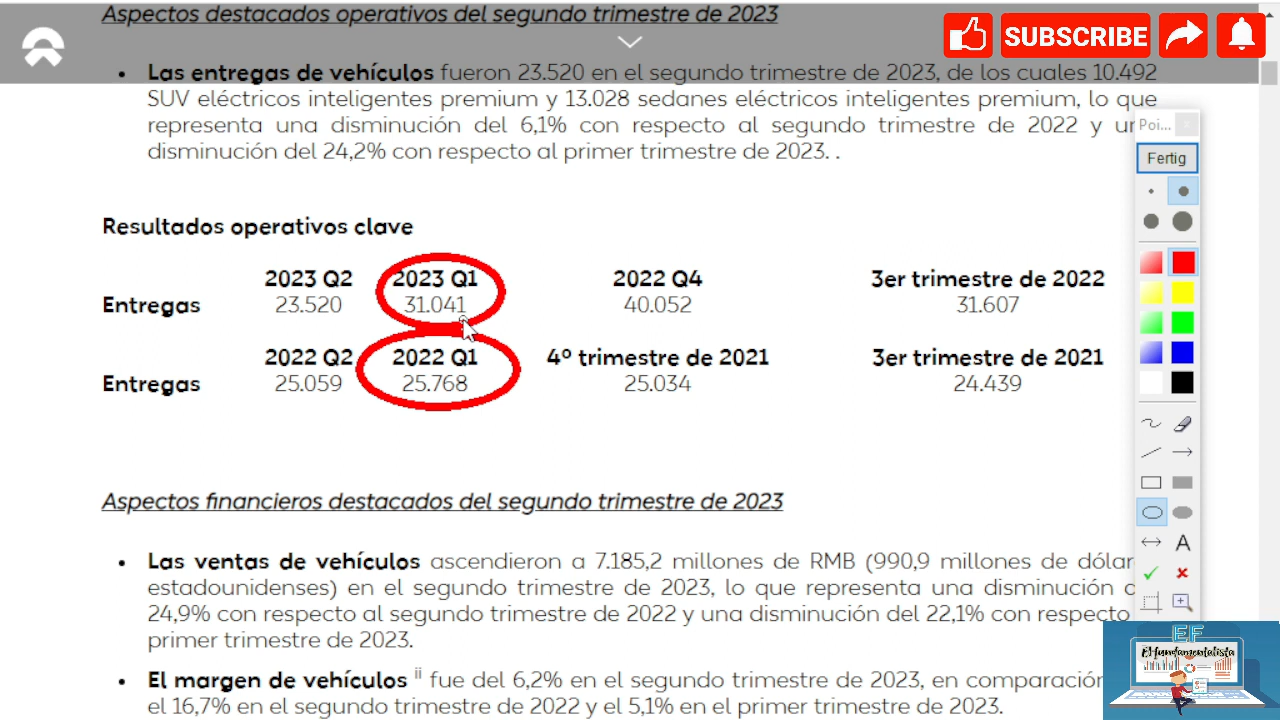 Aspectos destacados operativos del segundo trimestre de 2023
SUBSCRIBE
• Las entregas de vehículos fueron 23.520 en el segundo trimestre de 2023, de los cuales 10.492
SUV eléctricos inteligentes premium y 13.028 sedanes eléctricos inteligentes premium, lo que
representa una disminución del 6,1% con respecto al segundo trimestre de 2022 y un
disminución del 24,2% con respecto al primer trimestre de 2023. .
Poi...
Fertig
Resultados operativos clave
2023 Q2 2023 Q1 2022 Q4 3er trimestre de 2022
Entregas 23.520 31.041 40.052 31.607
2022 Q2 2022 Q1 4º trimestre de 2021 3er trimestre de 2021
Entregas 25.059 25.768 25.034 24.439
A
Aspectos financieros destacados del segundo trimestre de 2023
• Las ventas de vehículos ascendieron a 7.185,2 millones de RMB (990,9 millones de dólar
estadounidenses) en el segundo trimestre de 2023, lo que representa una disminución
24,9% con respecto al segundo trimestre de 2022 y una disminución del 22,1% con respecto
primer trimestre de 2023.
• El margen de vehículos ii fue del 6,2% en el segundo trimestre de 2023, en comparación
el 16,7% en el segundo trimestre de 2022 y el 5,1% en el primer trimestre de 2023.
EF
El fundamentalista